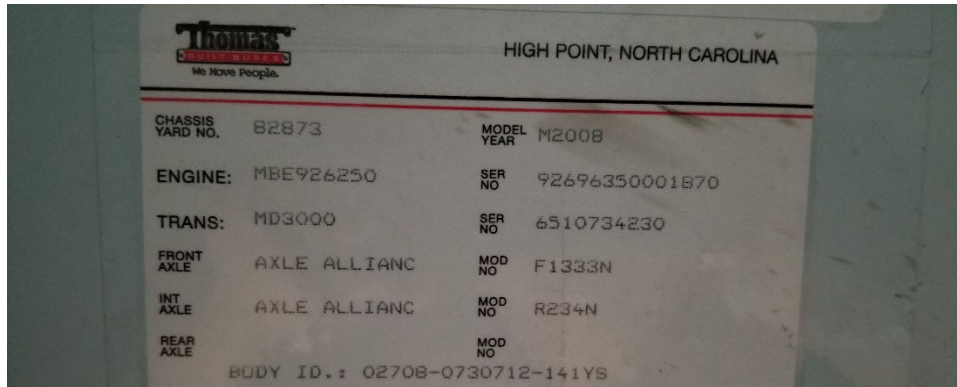 Thomas
BUILT BUSES
We Move People.
HIGH POINT, NORTH CAROLINA
CHASSIS YARD NO. 82873 MODEL YEAR M2008
ENGINE: MBE926250 SER NO 92696350001870
TRANS: MD3000 SER NO 6510734230
FRONT AXLE AXLE ALLIANC MOD NO F1333N
INT AXLE AXLE ALLIANC MOD NO R234N
REAR AXLE MOD NO
BODY ID.: 02708-0730712-141YS